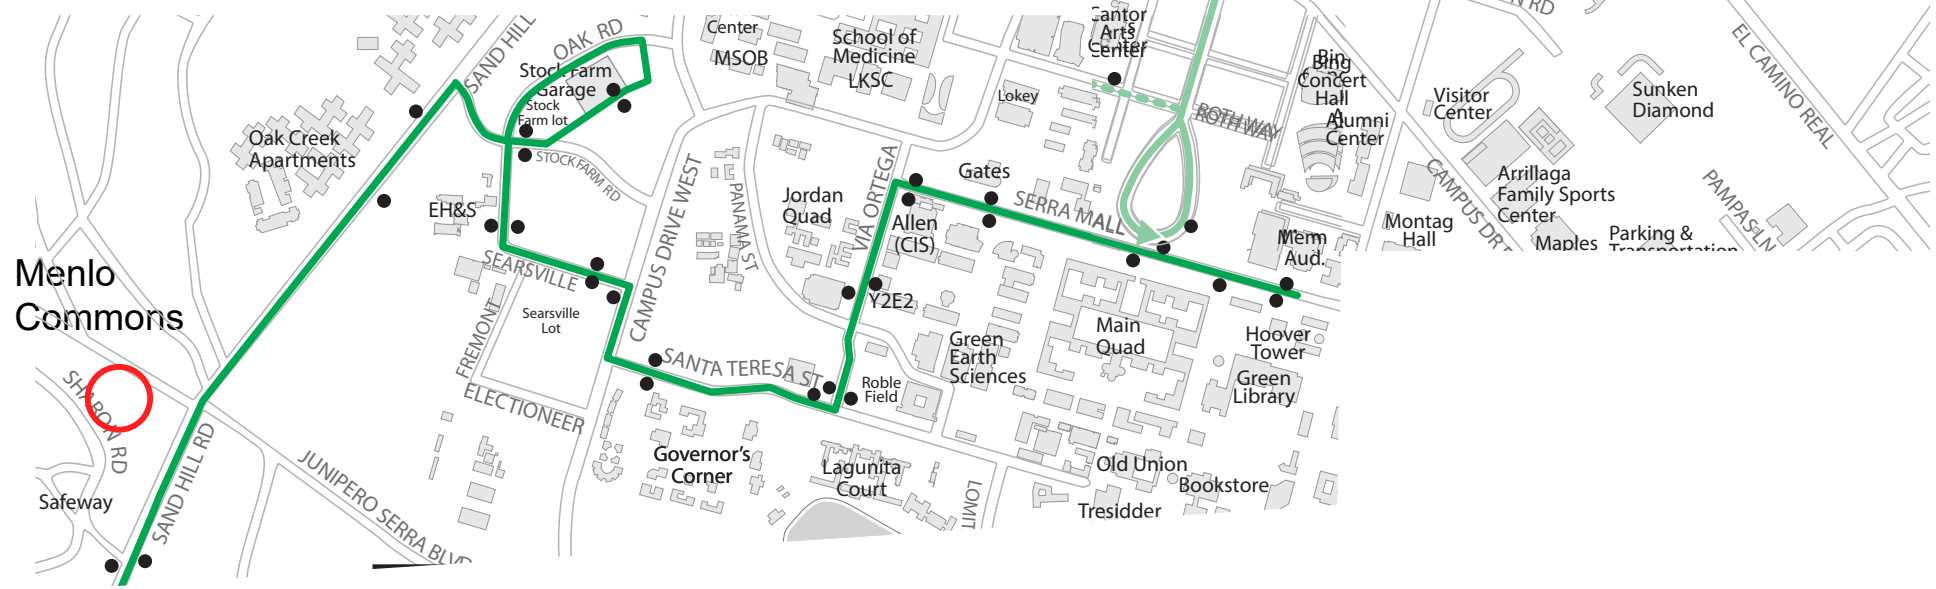 SAND HILL
OAK RD
Stock Farm
Garage
Stock
Farm lot
STOCK FARM RD
Oak Creek
Apartments
EH&S
SEARSVILLE
Searsville
Lot
FREMONT
ELECTIONEER
Menlo
Commons
SHARON RD
Safeway
SAND HILL RD
JUNIPERO SERRA BLVD
Center
MSOB
School of
Medicine
LKSC
CAMPUS DRIVE WEST
PANAMA ST
Jordan
Quad
VIA ORTEGA
Allen
(CIS)
Y2E2
SANTA TERESA ST
Roble
Field
Governor's
Corner
Lagunita
Court
LOMIT
Lokey
Gates
SERRA MALL
Cantor
Arts
Center
ROTH WAY
ROTH WAY
Bing
Concert
Hall
Alumni
Center
Mem
Aud.
Main
Quad
Green
Earth
Sciences
Hoover
Tower
Green
Library
Old Union
Bookstore
Tresidder
Visitor
Center
Sunken
Diamond
EL CAMINO REAL
Arrillaga
Family Sports
Center
CAMPUS DR
Montag
Hall
Maples
Parking &
Transportation
PAMPAS LN
RD